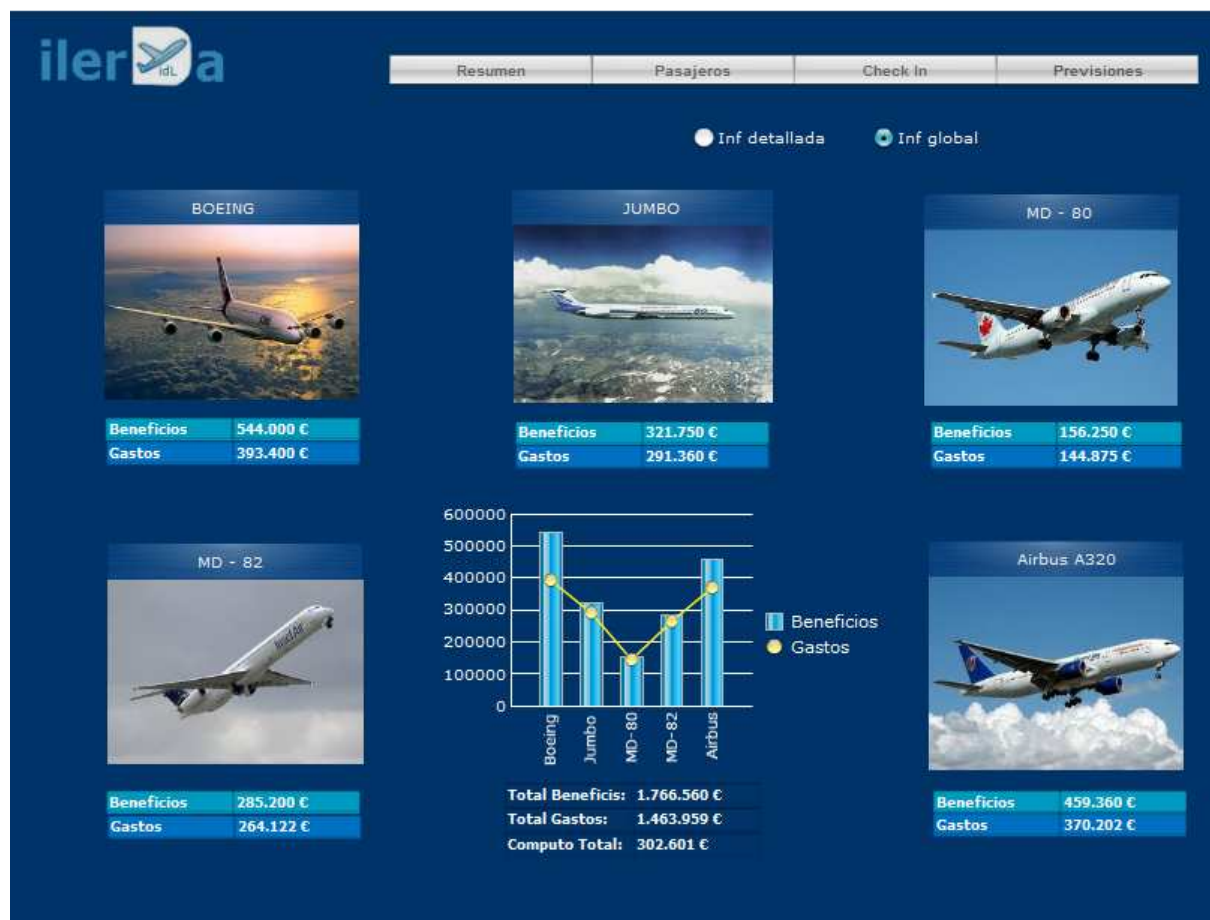 ilerDa
IdL
Resumen Pasajeros Check In Previsiones
Inf detallada Inf global
BOEING
Beneficios 544.000 €
Gastos 393.400 €
JUMBO
Beneficios 321.750 €
Gastos 291.360 €
MD - 80
Beneficios 156.250 €
Gastos 144.875 €
MD - 82
Beneficios 285.200 €
Gastos 264.122 €
600000
500000
400000
300000
200000
100000
0
Boeing
Jumbo
MD-80
MD-82
Airbus
Beneficios
Gastos
Total Beneficis: 1.766.560 €
Total Gastos: 1.463.959 €
Computo Total: 302.601 €
Airbus A320
Beneficios 459.360 €
Gastos 370.202 €